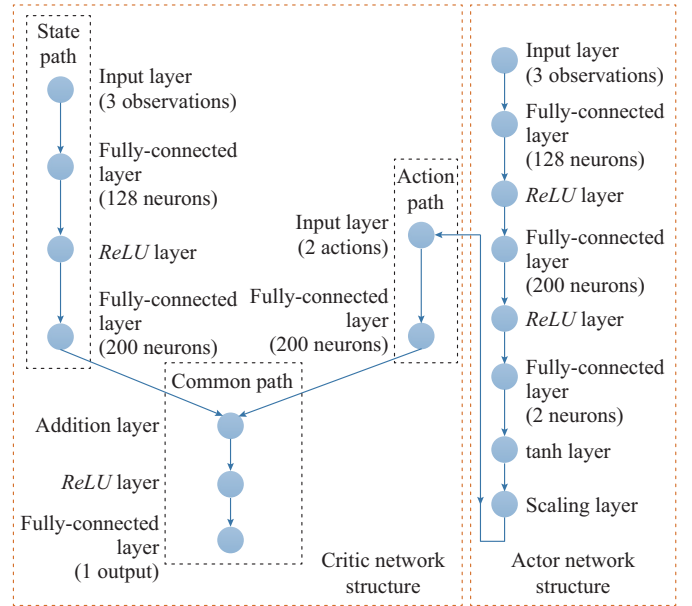 State
path
Input layer
(3 observations)
Fully-connected
layer
(128 neurons)
ReLU layer
Fully-connected
layer
(200 neurons)
Action
path
Input layer
(2 actions)
Fully-connected
layer
(200 neurons)
Common path
Addition layer
ReLU layer
Fully-connected
layer
(1 output)
Critic network
structure
Input layer
(3 observations)
Fully-connected
layer
(128 neurons)
ReLU layer
Fully-connected
layer
(200 neurons)
ReLU layer
Fully-connected
layer
(2 neurons)
tanh layer
Scaling layer
Actor network
structure